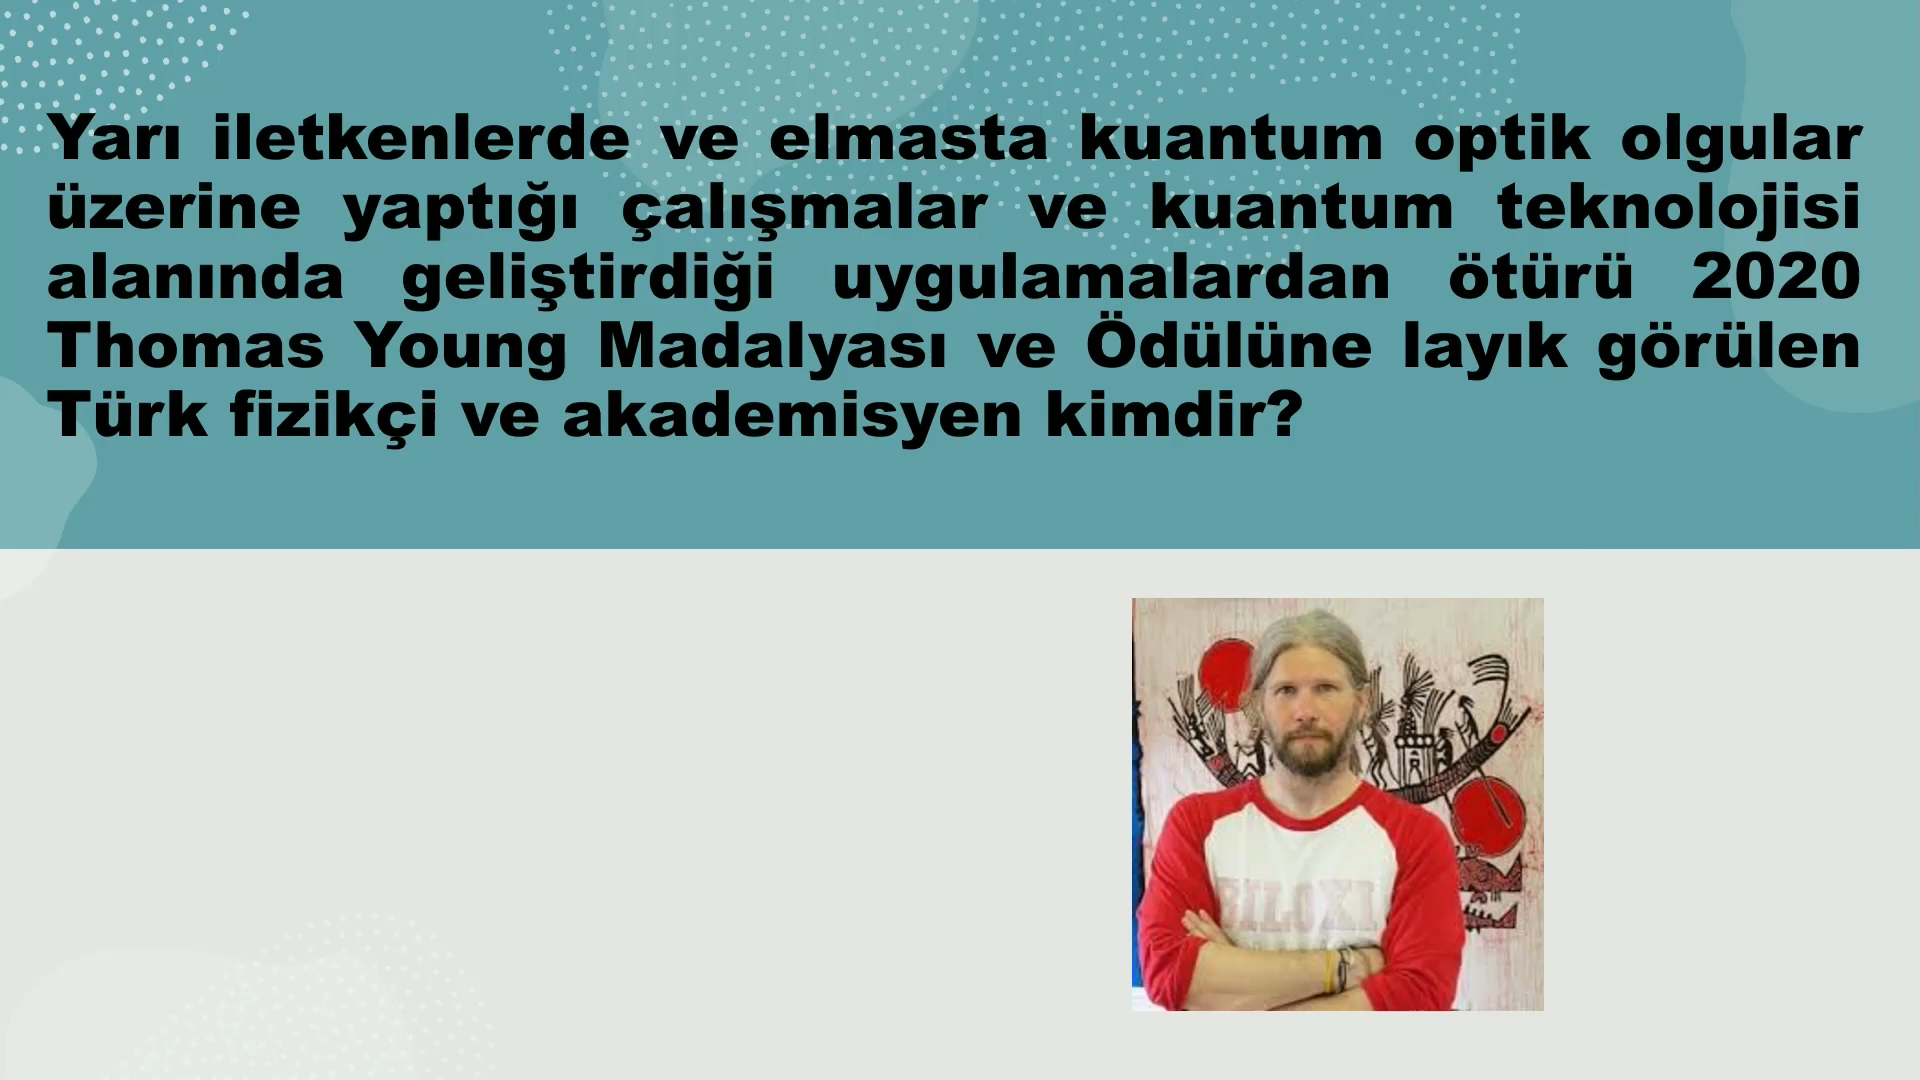 Yarı iletkenlerde ve elmasta kuantum optik olgular
üzerine yaptığı çalışmalar ve kuantum teknolojisi
alanında geliştirdiği uygulamalardan ötürü 2020
Thomas Young Madalyası ve Ödülüne layık görülen
Türk fizikçi ve akademisyen kimdir?
BILOXI